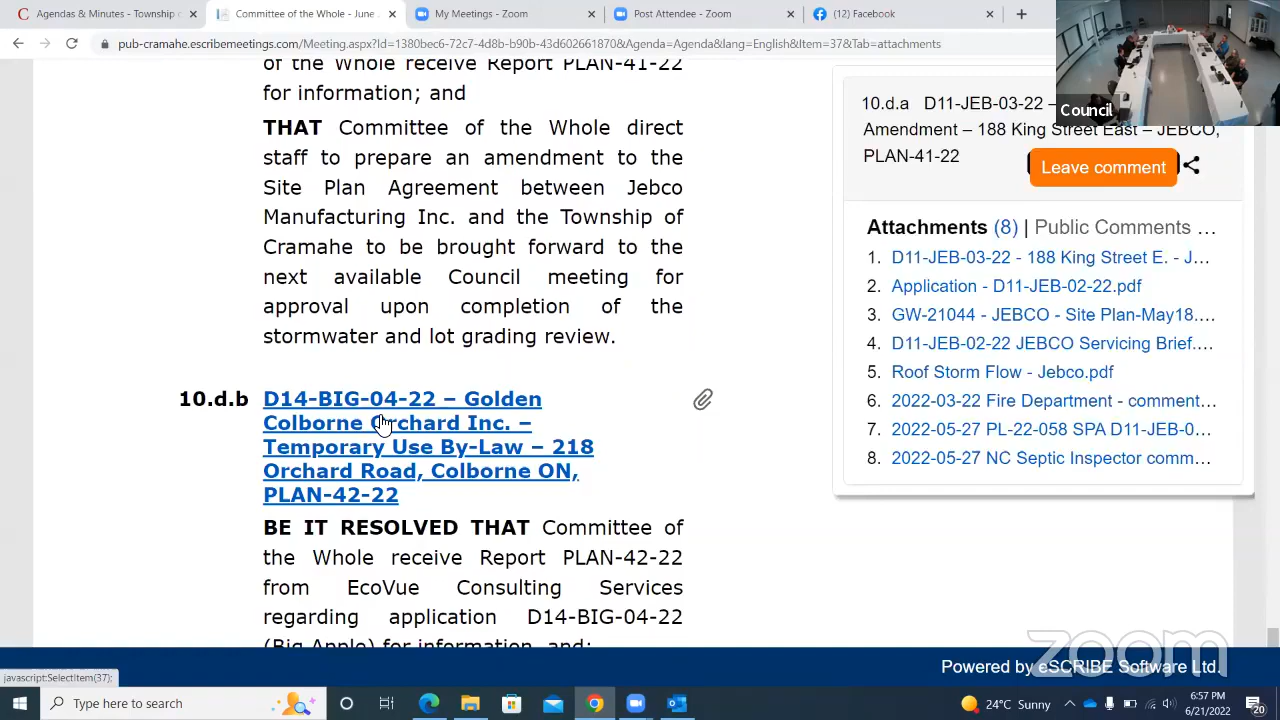 Agendas & Minutes - Township o
Committee of the Whole - June
My Meetings - Zoom
Post Attendee - Zoom
(12) Facebook
pub-cramahe.escribemeetings.com/Meeting.aspx?Id=1380bec6-72c7-4d8b-b90b-43d602661870&Agenda=Agenda&lang=English&Item=37&Tab=attachments
Council
of the Whole receive Report PLAN-41-22
for information; and
THAT Committee of the Whole direct
staff to prepare an amendment to the
Site Plan Agreement between Jebco
Manufacturing Inc. and the Township of
Cramahe to be brought forward to the
next available Council meeting for
approval upon completion of the
stormwater and lot grading review.
10.d.b D14-BIG-04-22 – Golden
Colborne Orchard Inc. –
Temporary Use By-Law – 218
Orchard Road, Colborne ON,
PLAN-42-22
BE IT RESOLVED THAT Committee of
the Whole receive Report PLAN-42-22
from EcoVue Consulting Services
regarding application D14-BIG-04-22
(Big Apple) for information, and;
10.d.a D11-JEB-03-22 –
Amendment – 188 King Street East – JEBCO,
PLAN-41-22
Leave comment
Attachments (8) | Public Comments ...
1. D11-JEB-03-22 - 188 King Street E. - J...
2. Application - D11-JEB-02-22.pdf
3. GW-21044 - JEBCO - Site Plan-May18....
4. D11-JEB-02-22 JEBCO Servicing Brief....
5. Roof Storm Flow - Jebco.pdf
6. 2022-03-22 Fire Department - comment...
7. 2022-05-27 PL-22-058 SPA D11-JEB-0...
8. 2022-05-27 NC Septic Inspector comm...
zoom
Powered by eSCRIBE Software Ltd.
javascript:SelectItem(37);
Type here to search
24°C Sunny
6:57 PM
6/21/2022
20